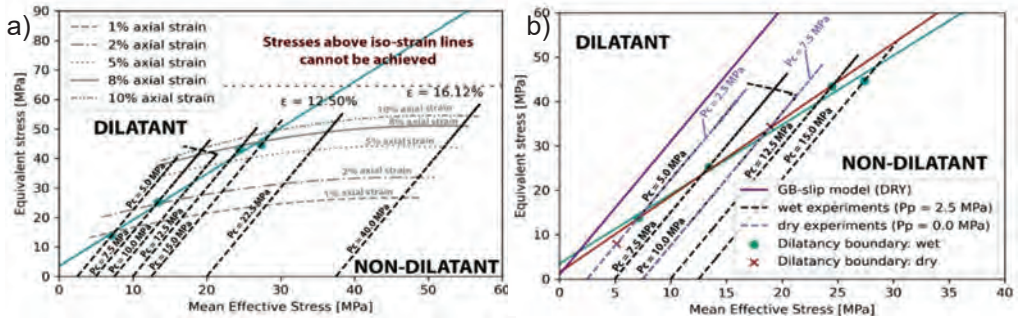 a)
90
80
70
60
50
40
30
20
10
0
Equivalent stress [MPa]
1% axial strain
2% axial strain
5% axial strain
8% axial strain
10% axial strain
Stresses above iso-strain lines
cannot be achieved
ε = 12.50%
ε = 16.12%
DILATANT
10% axial strain
8% axial strain
5% axial strain
2% axial strain
1% axial strain
Pc = 5.0 MPa
Pc = 2.5 MPa
Pc = 10.0 MPa
Pc = 12.5 MPa
Pc = 15.0 MPa
Pc = 22.5 MPa
Pc = 40.0 MPa
NON-DILATANT
0 10 20 30 40 50 60
Mean Effective Stress [MPa]
b)
60
50
40
30
20
10
0
Equivalent stress [MPa]
DILATANT
Pc = 2.5 MPa
Pc = 7.5 MPa
Pc = 5.0 MPa
Pc = 12.5 MPa
Pc = 15.0 MPa
Pc = 2.5 MPa
Pc = 10.0 MPa
NON-DILATANT
GB-slip model (DRY)
wet experiments (Pp = 2.5 MPa)
dry experiments (Pp = 0.0 MPa)
Dilatancy boundary: wet
Dilatancy boundary: dry
0 5 10 15 20 25 30 35 40
Mean Effective Stress [MPa]